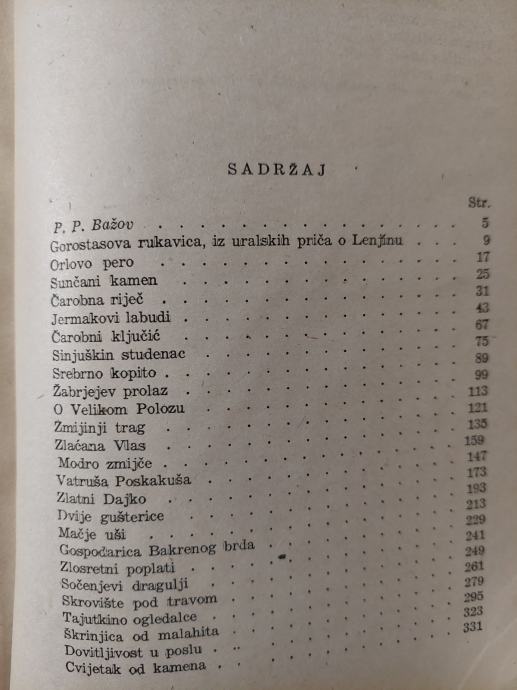 SADRŽAJ
Str.
P. P. Bažov . . . . . . . . . . . . . 5
Gorostasova rukavica, iz uralskih priča o Lenjinu . . . 9
Orlovo pero . . . . . . . . . . . . . 17
Sunčani kamen . . . . . . . . . . . . 25
Čarobna riječ . . . . . . . . . . . . 31
Jermakovi labudi . . . . . . . . . . . 43
Čarobni ključić . . . . . . . . . . . 67
Sinjuškin studenac . . . . . . . . . . 75
Srebrno kopito . . . . . . . . . . . . 89
Žabrjejev prolaz . . . . . . . . . . . 99
O Velikom Polozu . . . . . . . . . . . 113
Zmijinji trag . . . . . . . . . . . . 121
Zlaćana Vlas . . . . . . . . . . . . 135
Modro zmijče . . . . . . . . . . . . 159
Vatruša Poskakuša . . . . . . . . . . 147
Zlatni Dajko . . . . . . . . . . . . 173
Dvije gušterice . . . . . . . . . . . 193
Mačje uši . . . . . . . . . . . . . 213
Gospodarica Bakrenog brda . . . . . . . . 229
Zlosretni poplati . . . . . . . . . . . 241
Sočenjevi dragulji . . . . . . . . . . 249
Skrovište pod travom . . . . . . . . . 261
Tajutkino ogledalce . . . . . . . . . . 279
Škrinjica od malahita . . . . . . . . . 295
Dovitljivost u poslu . . . . . . . . . 323
Cvijetak od kamena . . . . . . . . . . 331